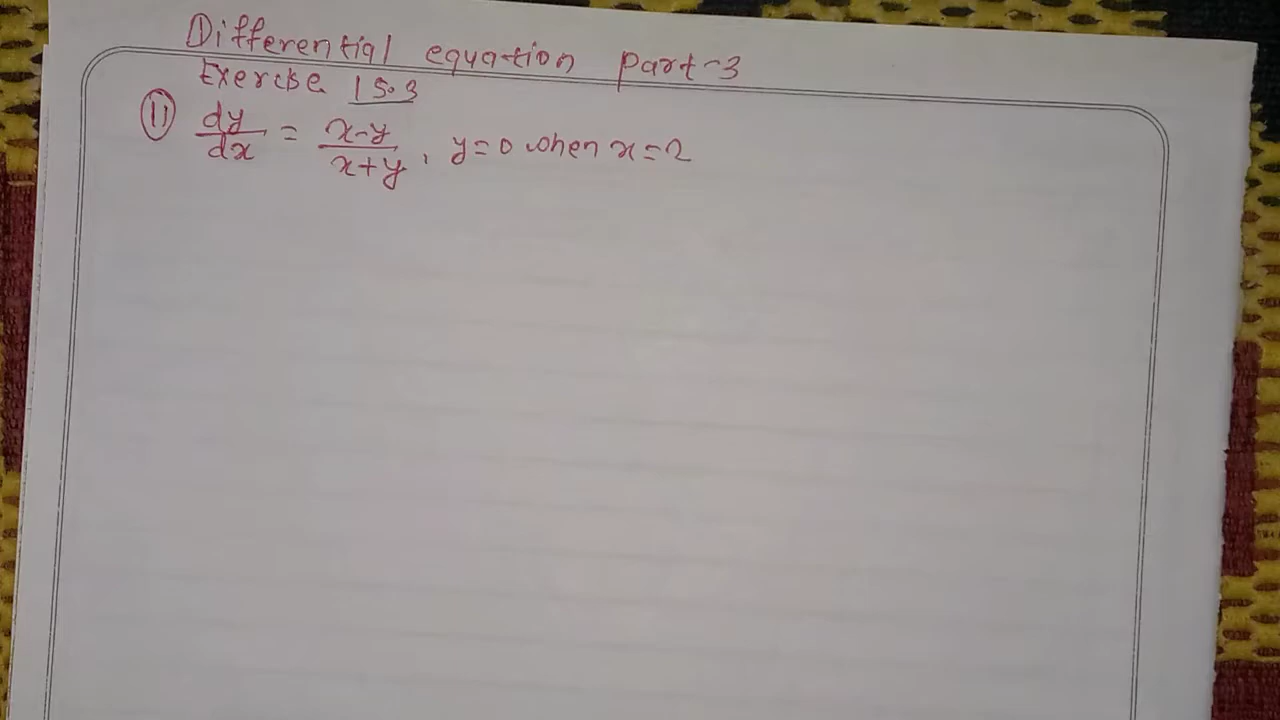 Differential equation part-3
Exercise 15.3
(11) dy/dx = x-y/x+y, y=0 when x=2